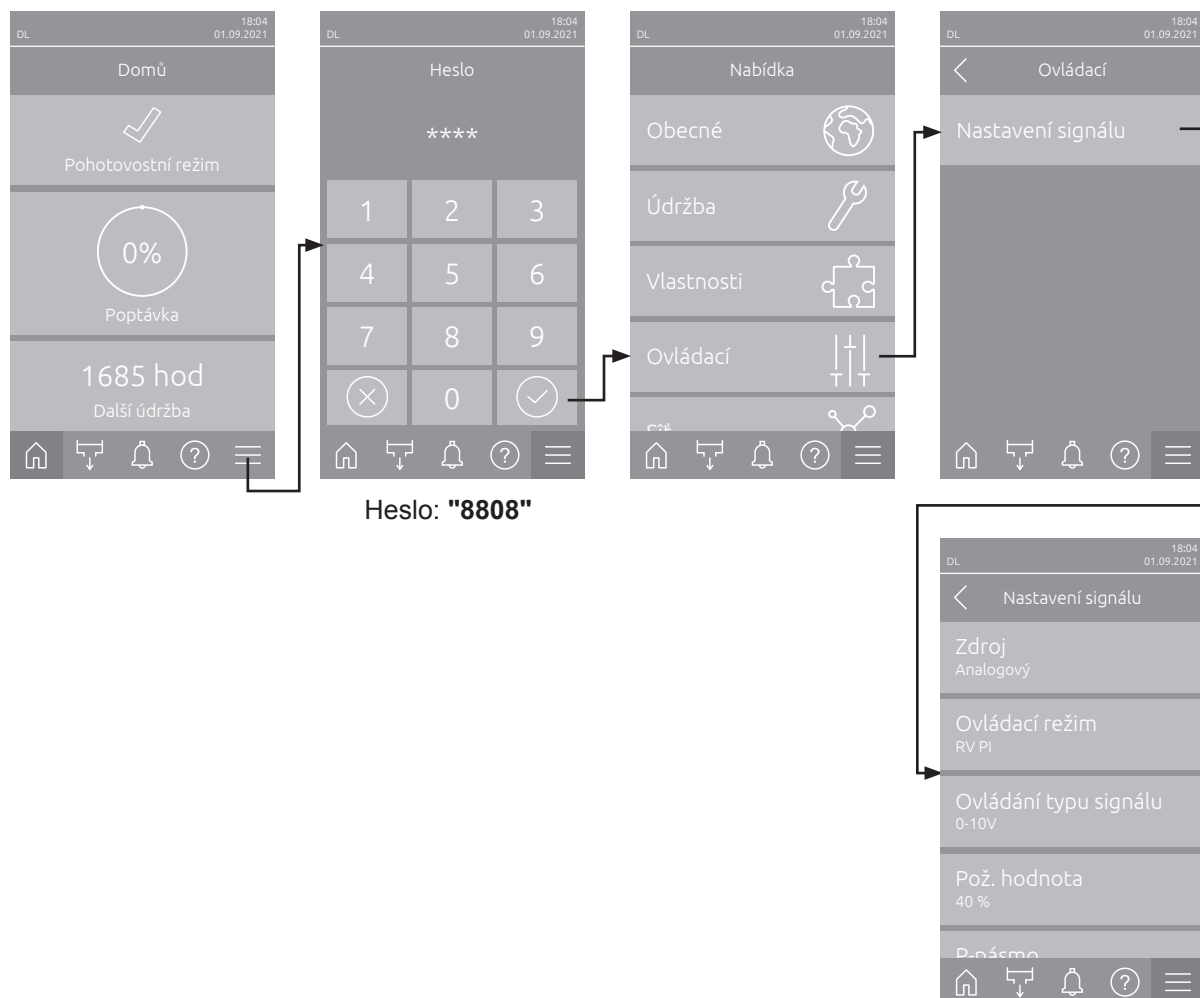 18:04
DL 01.09.2021
Domů
Pohotovostní režim
0%
Poptávka
1685 hod
Další údržba
18:04
DL 01.09.2021
Heslo
****
1 2 3
4 5 6
7 8 9
0
Heslo: "8808"
18:04
DL 01.09.2021
Nabídka
Obecné
Údržba
Vlastnosti
Ovládací
18:04
DL 01.09.2021
Ovládací
Nastavení signálu
18:04
DL 01.09.2021
Nastavení signálu
Zdroj
Analogový
Ovládací režim
RV PI
Ovládání typu signálu
0-10V
Pož. hodnota
40 %
P-pásmo